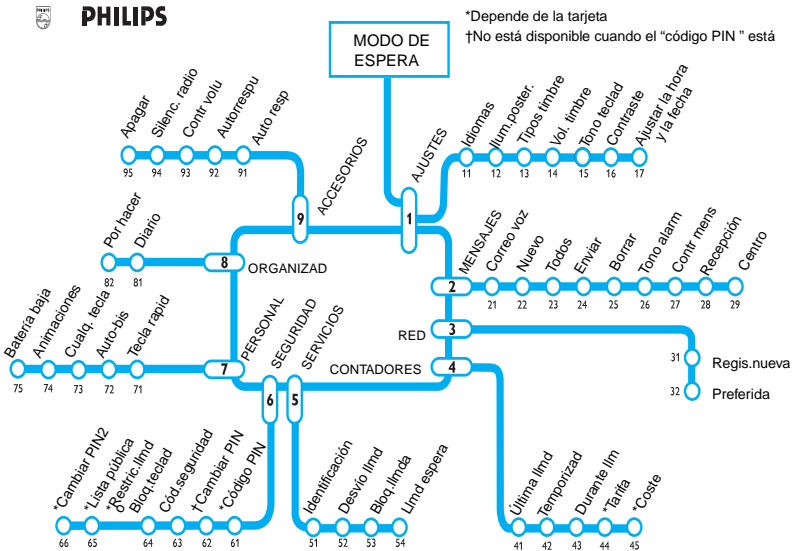 PHILIPS
*Depende de la tarjeta
†No está disponible cuando el “código PIN ” está
MODO DE
ESPERA
1
AJUSTES
Idiomas
11
Ilum.poster.
12
Tipos timbre
13
Vol. timbre
14
Tono teclad
15
Contraste
16
Ajustar la hora
y la fecha
17
2
MENSAJES
Correo voz
21
Nuevo
22
Todos
23
Enviar
24
Borrar
25
Tono alarm
26
Contr mens
27
Recepción
28
Centro
29
3
RED
31
Regis.nueva
32
Preferida
4
CONTADORES
Última llmd
41
Temporizad
42
Durante llm
43
*Tarifa
44
*Coste
45
5
SERVICIOS
Identificación
51
Desvío llmd
52
Bloq.llmda
53
Llmd espera
54
6
SEGURIDAD
*Cambiar PIN2
66
*Lista pública
65
*Restric.llmd
o
Bloq.teclad
64
Cód.seguridad
63
†Cambiar PIN
62
*Código PIN
61
7
PERSONAL
Batería baja
75
Animaciones
74
Cualq. tecla
73
Auto-bis
72
Tecla rapid
71
8
ORGANIZAD
Por hacer
82
Diario
81
9
ACCESORIOS
Apagar
95
Silenc. radio
94
Contr volu
93
Autorrespu
92
Auto resp
91